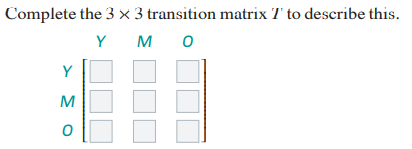 Complete the 3 × 3 transition matrix T to describe this.
Y M O
Y
M
O